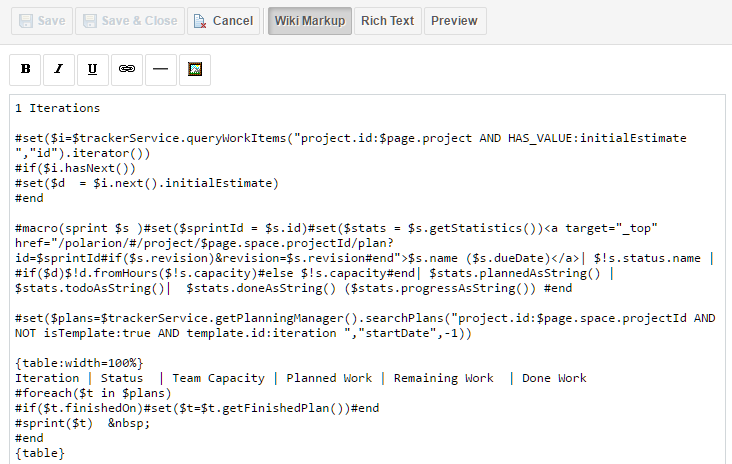 Save Save & Close Cancel Wiki Markup Rich Text Preview
B I U
1 Iterations
#set($i=$trackerService.queryWorkItems("project.id:$page.project AND HAS_VALUE:initialEstimate
","id").iterator())
#if($i.hasNext())
#set($d  = $i.next().initialEstimate)
#end
#macro(sprint $s )#set($sprintId = $s.id)#set($stats = $s.getStatistics())<a target="_top"
href="/polarion/#/project/$page.space.projectId/plan?
id=$sprintId#if($s.revision)&revision=$s.revision#end">$s.name ($s.dueDate)</a>| $!s.status.name |
#if($d)$!d.fromHours($!s.capacity)#else $!s.capacity#end| $stats.plannedAsString() |
$stats.todoAsString()|  $stats.doneAsString() ($stats.progressAsString()) #end
#set($plans=$trackerService.getPlanningManager().searchPlans("project.id:$page.space.projectId AND
NOT isTemplate:true AND template.id:iteration ","startDate",-1))
{table:width=100%}
Iteration | Status  | Team Capacity | Planned Work | Remaining Work  | Done Work
#foreach($t in $plans)
#if($t.finishedOn)#set($t=$t.getFinishedPlan())#end
#sprint($t)  &nbsp;
#end
{table}